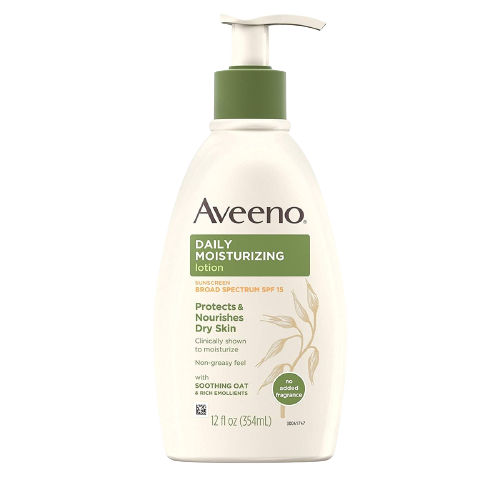 Aveeno®
DAILY
MOISTURIZING
lotion
SUNSCREEN
BROAD SPECTRUM SPF 15
Protects &
Nourishes
Dry Skin
Clinically shown
to moisturize
Non-greasy feel
with
SOOTHING OAT
& RICH EMOLLIENTS
no
added
fragrance
12 fl oz (354mL)